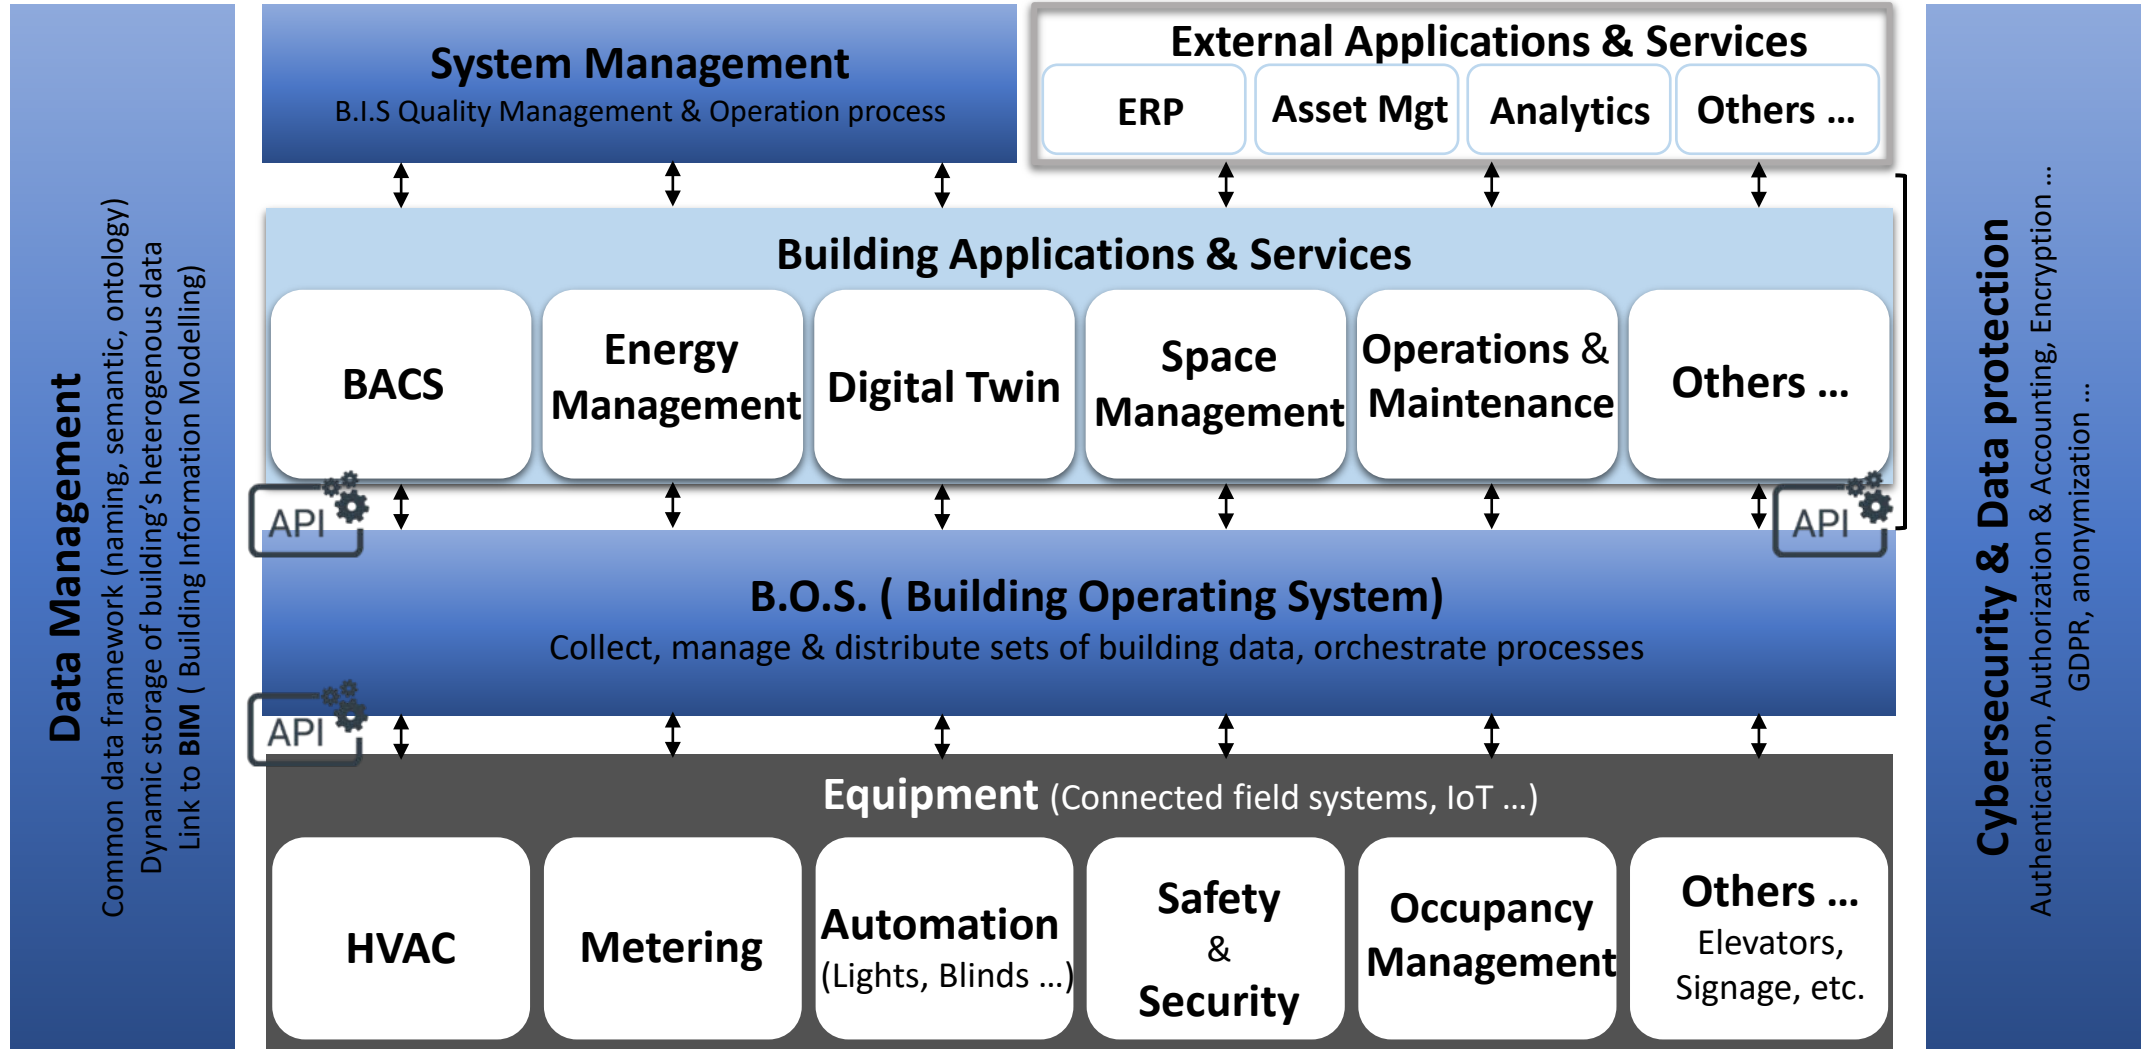 System Management
B.I.S Quality Management & Operation process
External Applications & Services
ERP
Asset Mgt
Analytics
Others ...
Data Management
Common data framework (naming, semantic, ontology)
Dynamic storage of building's heterogenous data
Link to BIM ( Building Information Modelling)
Building Applications & Services
BACS
Energy
Management
Digital Twin
Space
Management
Operations &
Maintenance
Others ...
API
API
B.O.S. ( Building Operating System)
Collect, manage & distribute sets of building data, orchestrate processes
API
Equipment (Connected field systems, IoT ...)
HVAC
Metering
Automation
(Lights, Blinds ...)
Safety
&
Security
Occupancy
Management
Others ...
Elevators,
Signage, etc.
Cybersecurity & Data protection
Authentication, Authorization & Accounting, Encryption ...
GDPR, anonymization ...